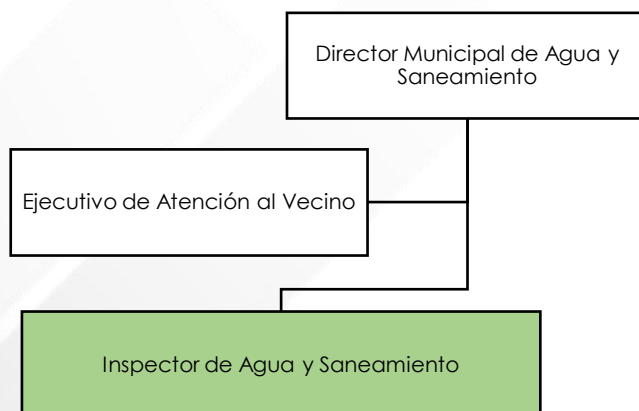 Director Municipal de Agua y
Saneamiento
Ejecutivo de Atención al Vecino
Inspector de Agua y Saneamiento